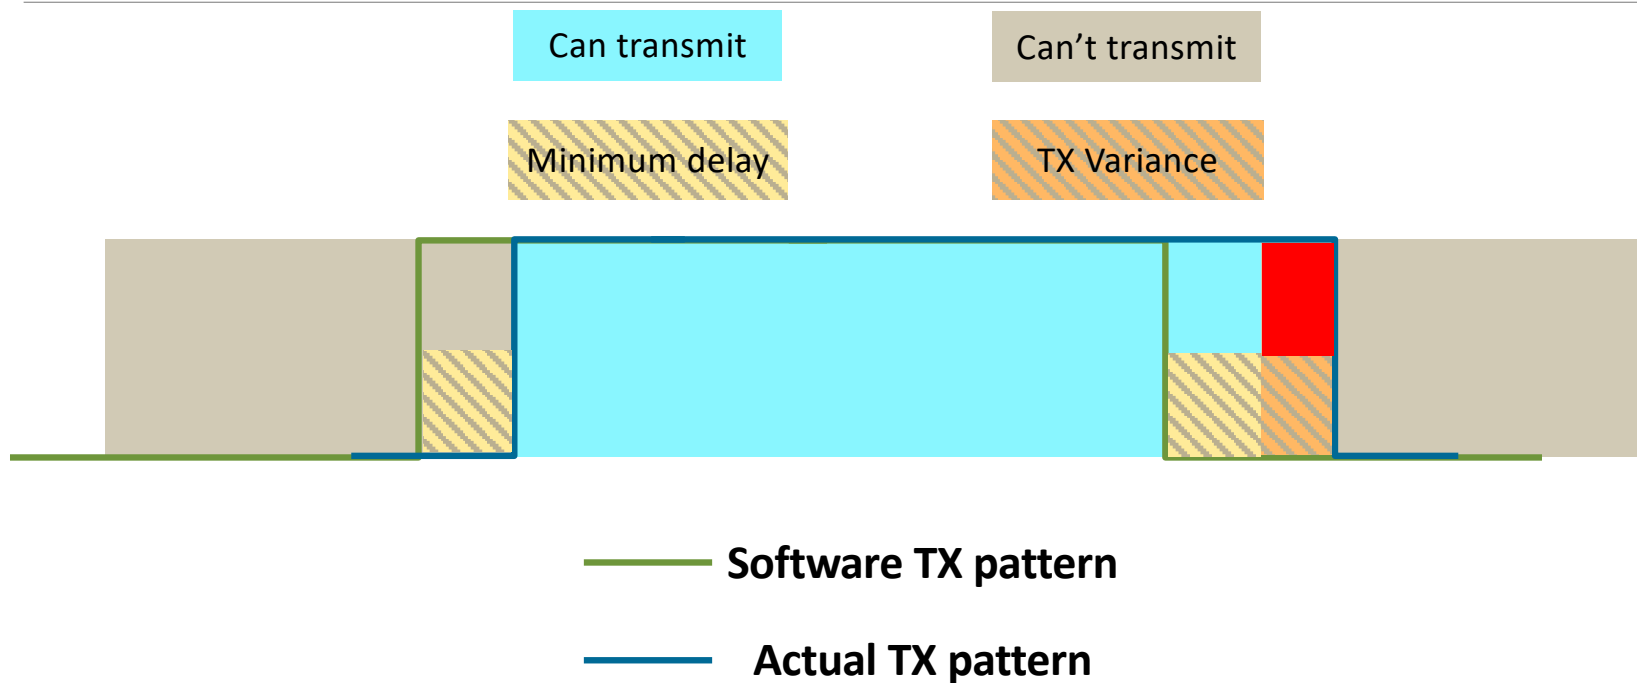 Can transmit
Can’t transmit
Minimum delay
TX Variance
Software TX pattern
Actual TX pattern